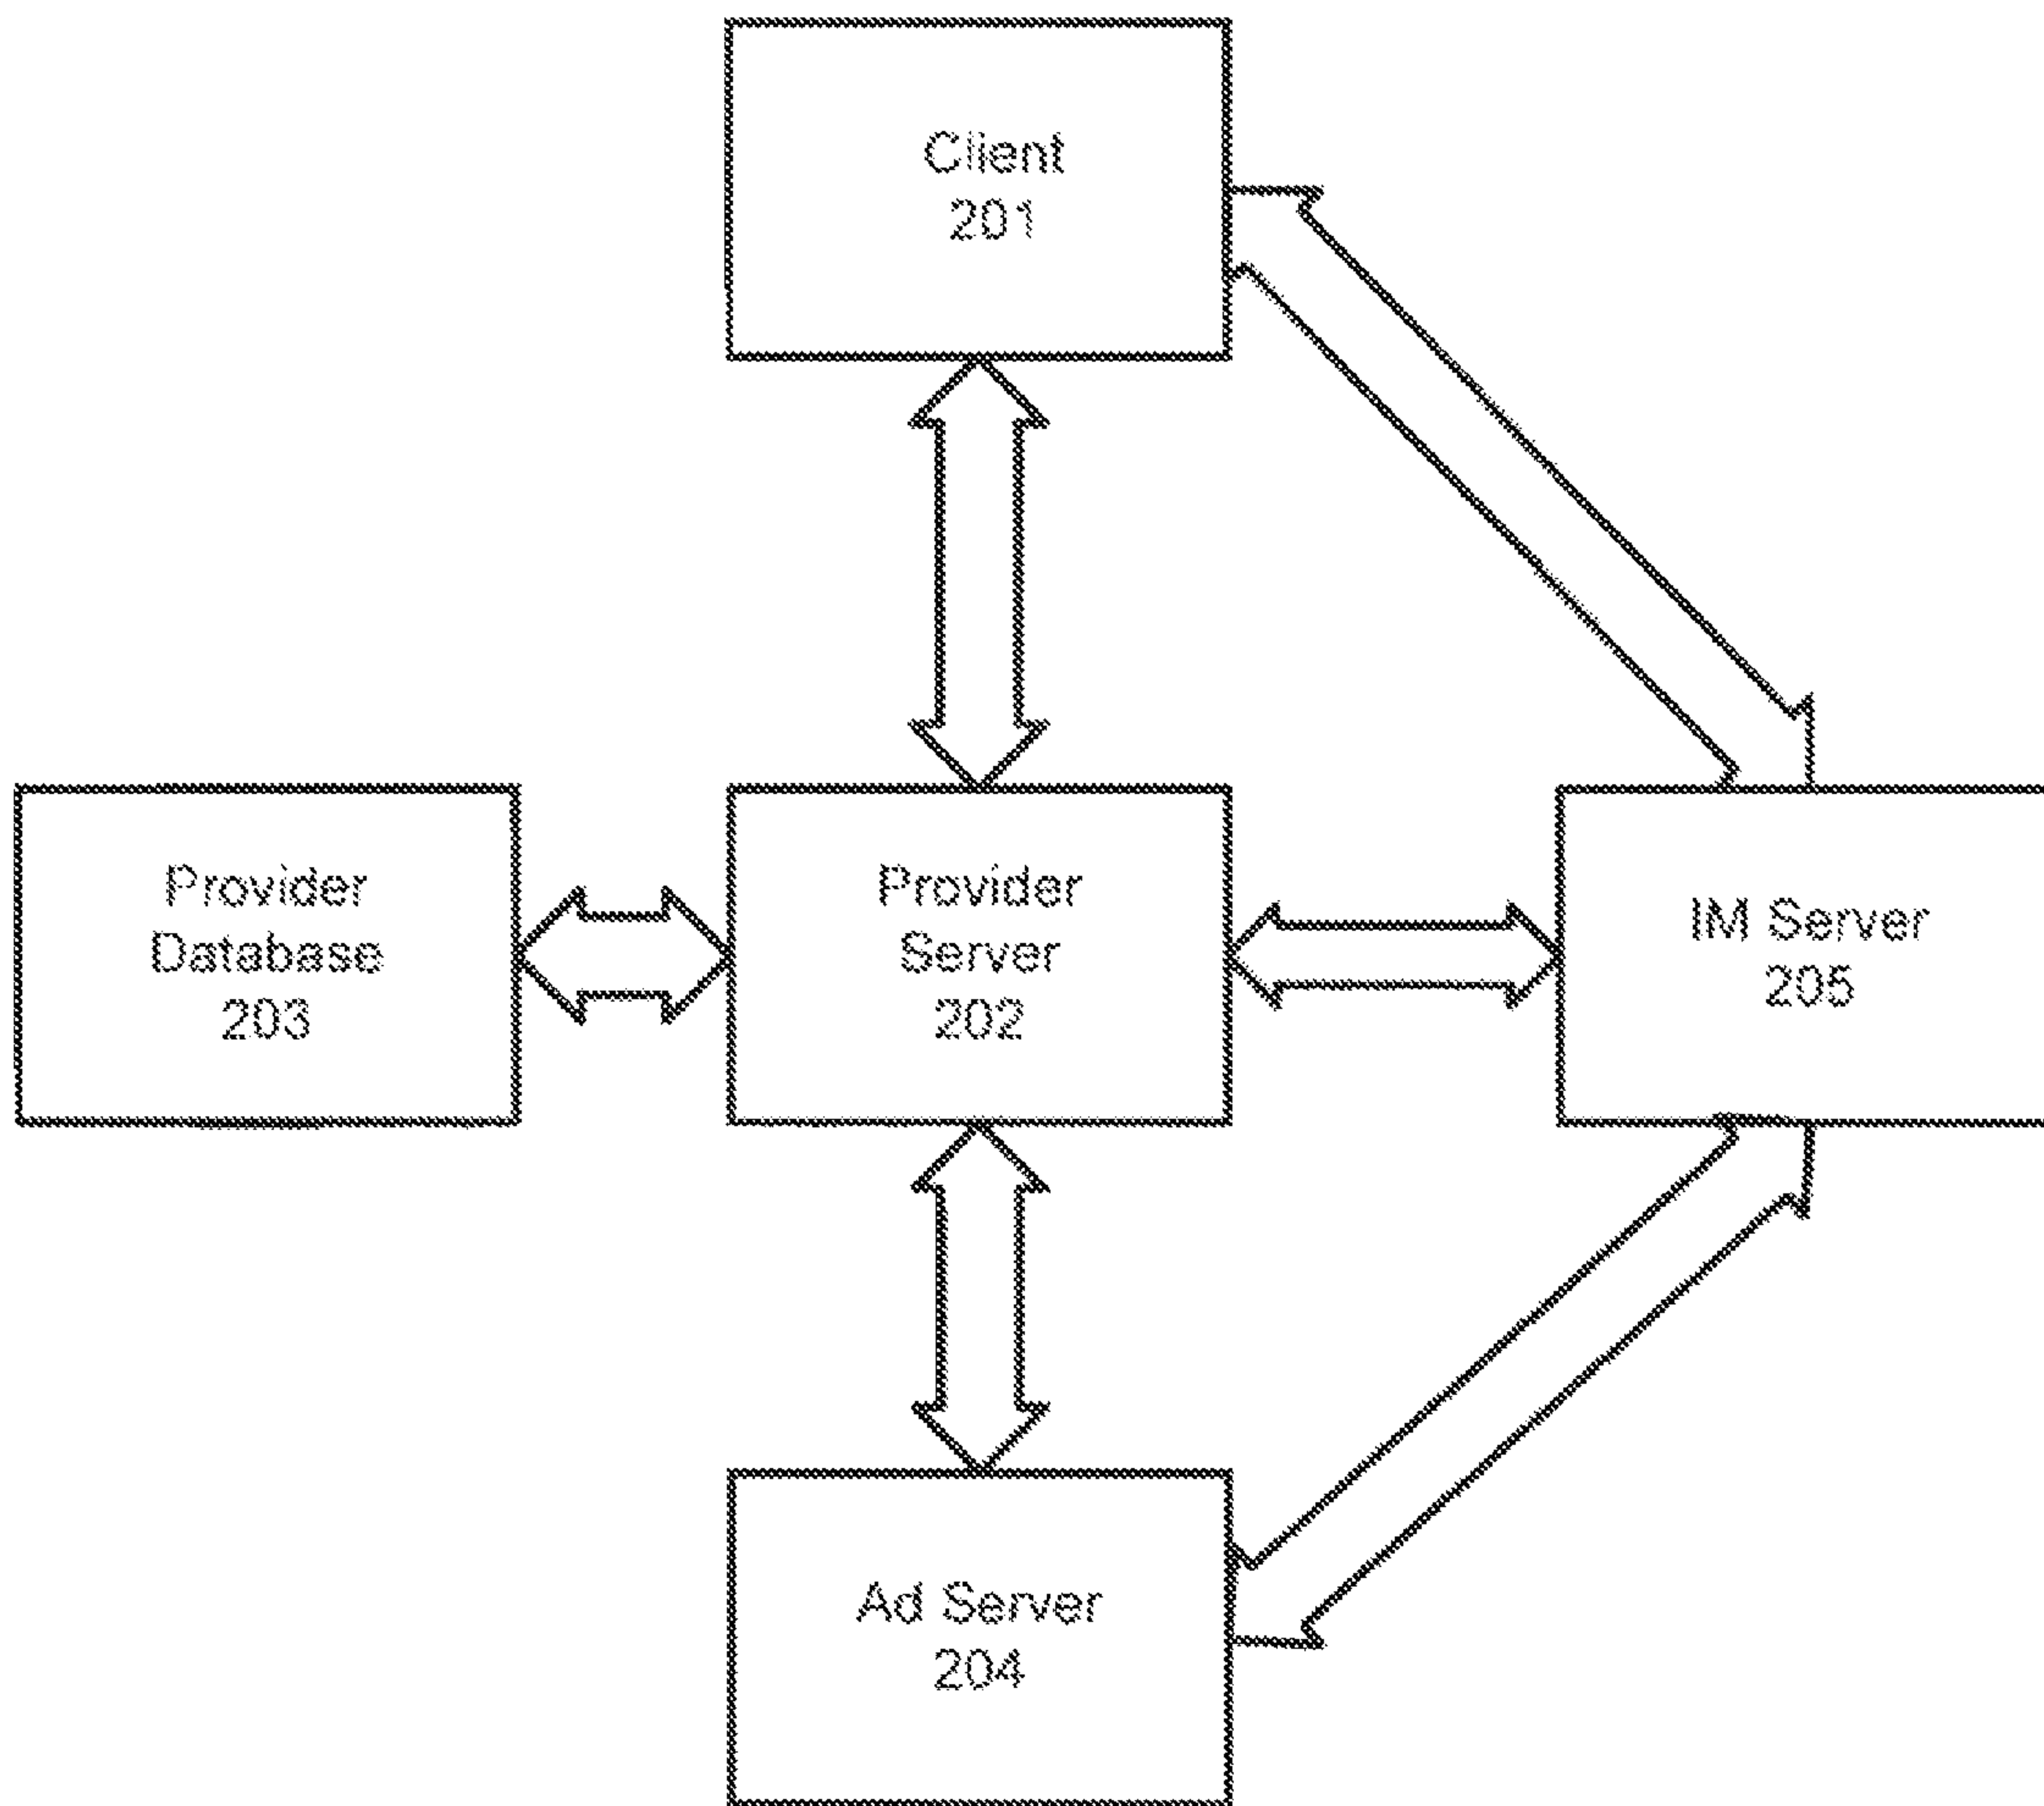 Client
201
Provider
Database
203
Provider
Server
202
IM Server
205
Ad Server
204